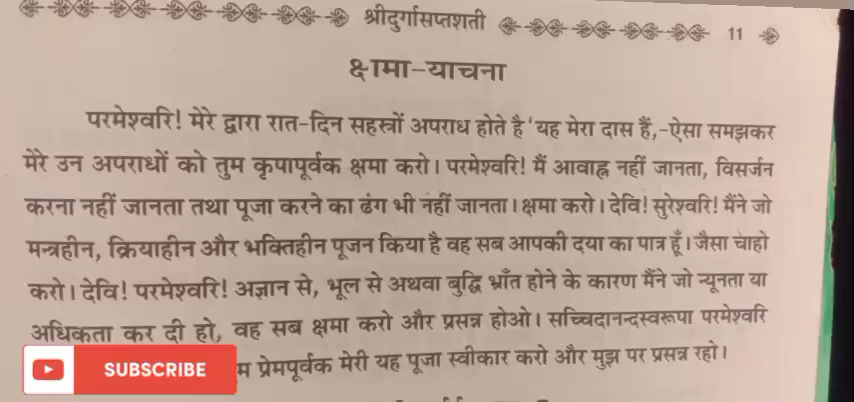 श्रीदुर्गासप्तशती 11
क्षमा-याचना
परमेश्वरि! मेरे द्वारा रात-दिन सहस्त्रों अपराध होते है 'यह मेरा दास हैं,-ऐसा समझकर
मेरे उन अपराधों को तुम कृपापूर्वक क्षमा करो। परमेश्वरि! मैं आवाह्न नहीं जानता, विसर्जन
करना नहीं जानता तथा पूजा करने का ढंग भी नहीं जानता। क्षमा करो। देवि! सुरेश्वरि! मैंने जो
मन्त्रहीन, क्रियाहीन और भक्तिहीन पूजन किया है वह सब आपकी दया का पात्र हूँ। जैसा चाहो
करो। देवि! परमेश्वरि! अज्ञान से, भूल से अथवा बुद्धि भ्राँत होने के कारण मैंने जो न्यूनता या
अधिकता कर दी हो, वह सब क्षमा करो और प्रसन्न होओ। सच्चिदानन्दस्वरूपा परमेश्वरि
म प्रेमपूर्वक मेरी यह पूजा स्वीकार करो और मुझ पर प्रसन्न रहो।
SUBSCRIBE